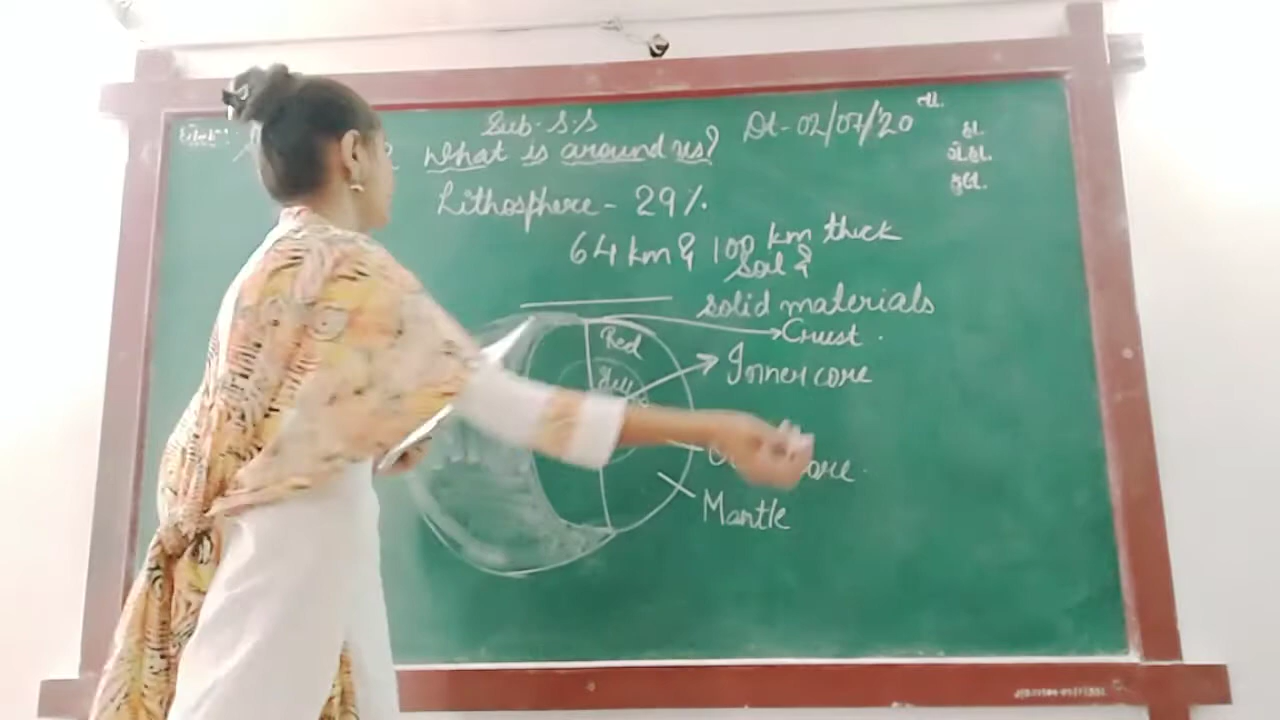 Sub- S.S
Dt- 02/07/'20
તા.
What is around us?
હા.
ગે.હા.
કુલ.
Lithosphere - 29%
64 km & 100 km thick
Soil &
solid materials
Crust .
Red
Inner core
Mantle